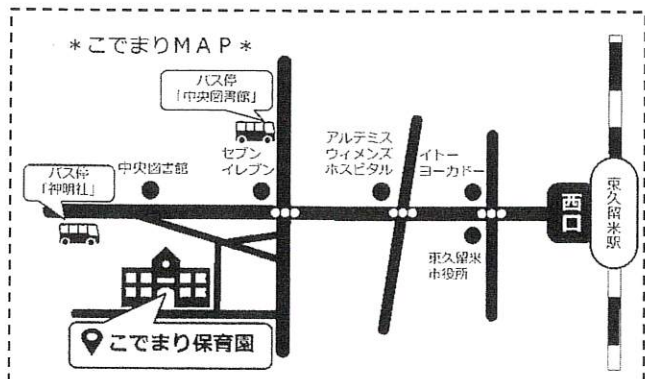 ＊こでまりＭＡＰ＊
バス停
「中央図書館」
バス停
「神明社」
中央図書館
セブン
イレブン
アルテミス
ウィメンズ
ホスピタル
イトー
ヨーカドー
東久留米
市役所
西口
東久留米駅
こでまり保育園